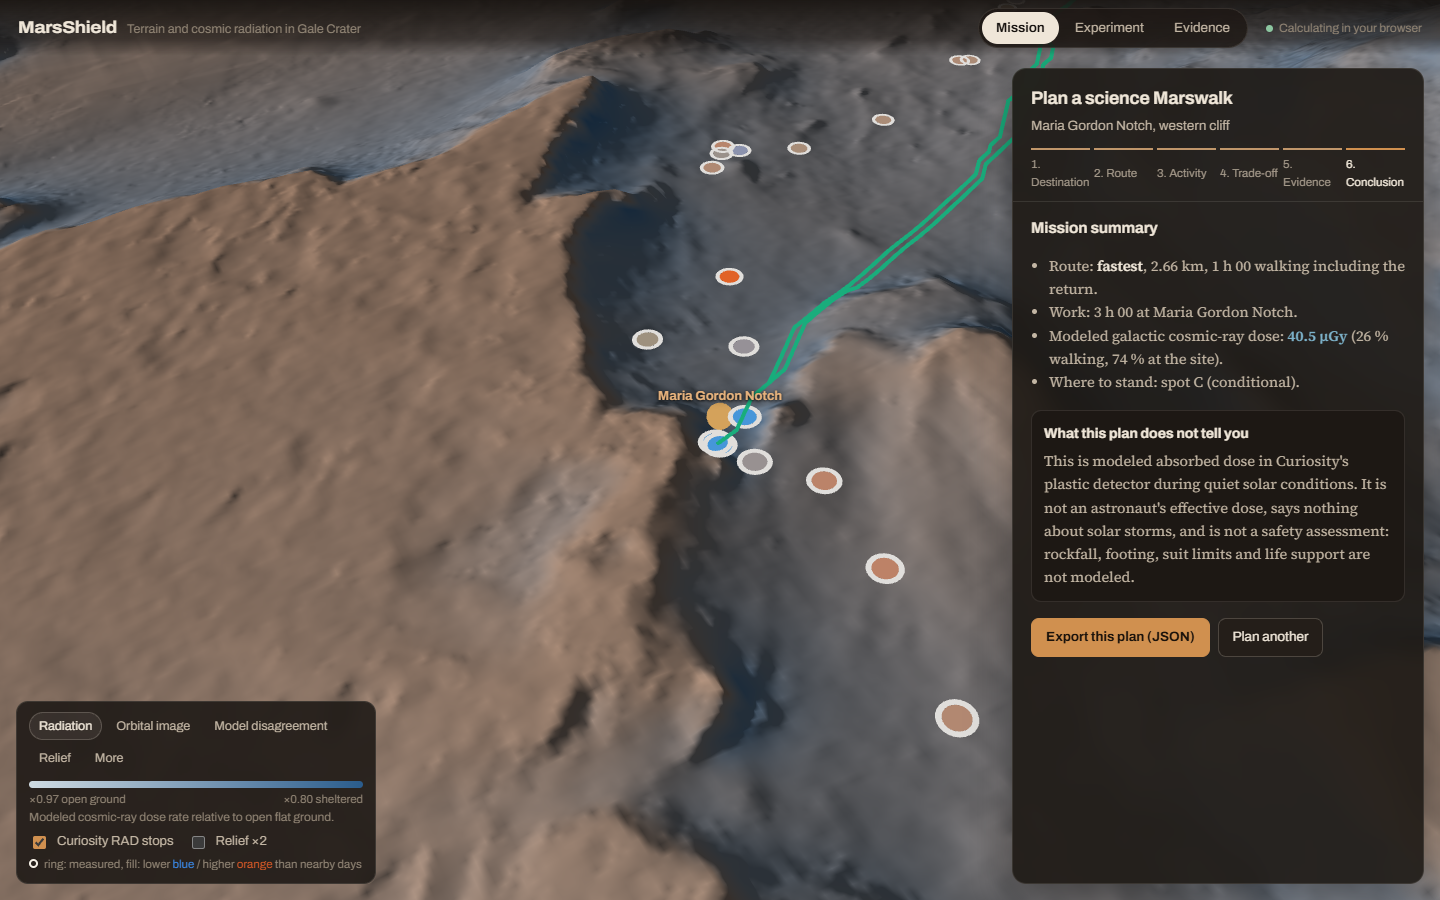 MarsShield Terrain and cosmic radiation in Gale Crater
Mission Experiment Evidence
Calculating in your browser
Plan a science Marswalk
Maria Gordon Notch, western cliff
1. Destination
2. Route
3. Activity
4. Trade-off
5. Evidence
6. Conclusion
Mission summary
• Route: fastest, 2.66 km, 1 h 00 walking including the
return.
• Work: 3 h 00 at Maria Gordon Notch.
• Modeled galactic cosmic-ray dose: 40.5 μGy (26 %
walking, 74 % at the site).
• Where to stand: spot C (conditional).
What this plan does not tell you
This is modeled absorbed dose in Curiosity's
plastic detector during quiet solar conditions. It is
not an astronaut's effective dose, says nothing
about solar storms, and is not a safety assessment:
rockfall, footing, suit limits and life support are
not modeled.
Export this plan (JSON) Plan another
Maria Gordon Notch
Radiation Orbital image Model disagreement
Relief More
×0.97 open ground ×0.80 sheltered
Modeled cosmic-ray dose rate relative to open flat ground.
Curiosity RAD stops Relief ×2
ring: measured, fill: lower blue / higher orange than nearby days